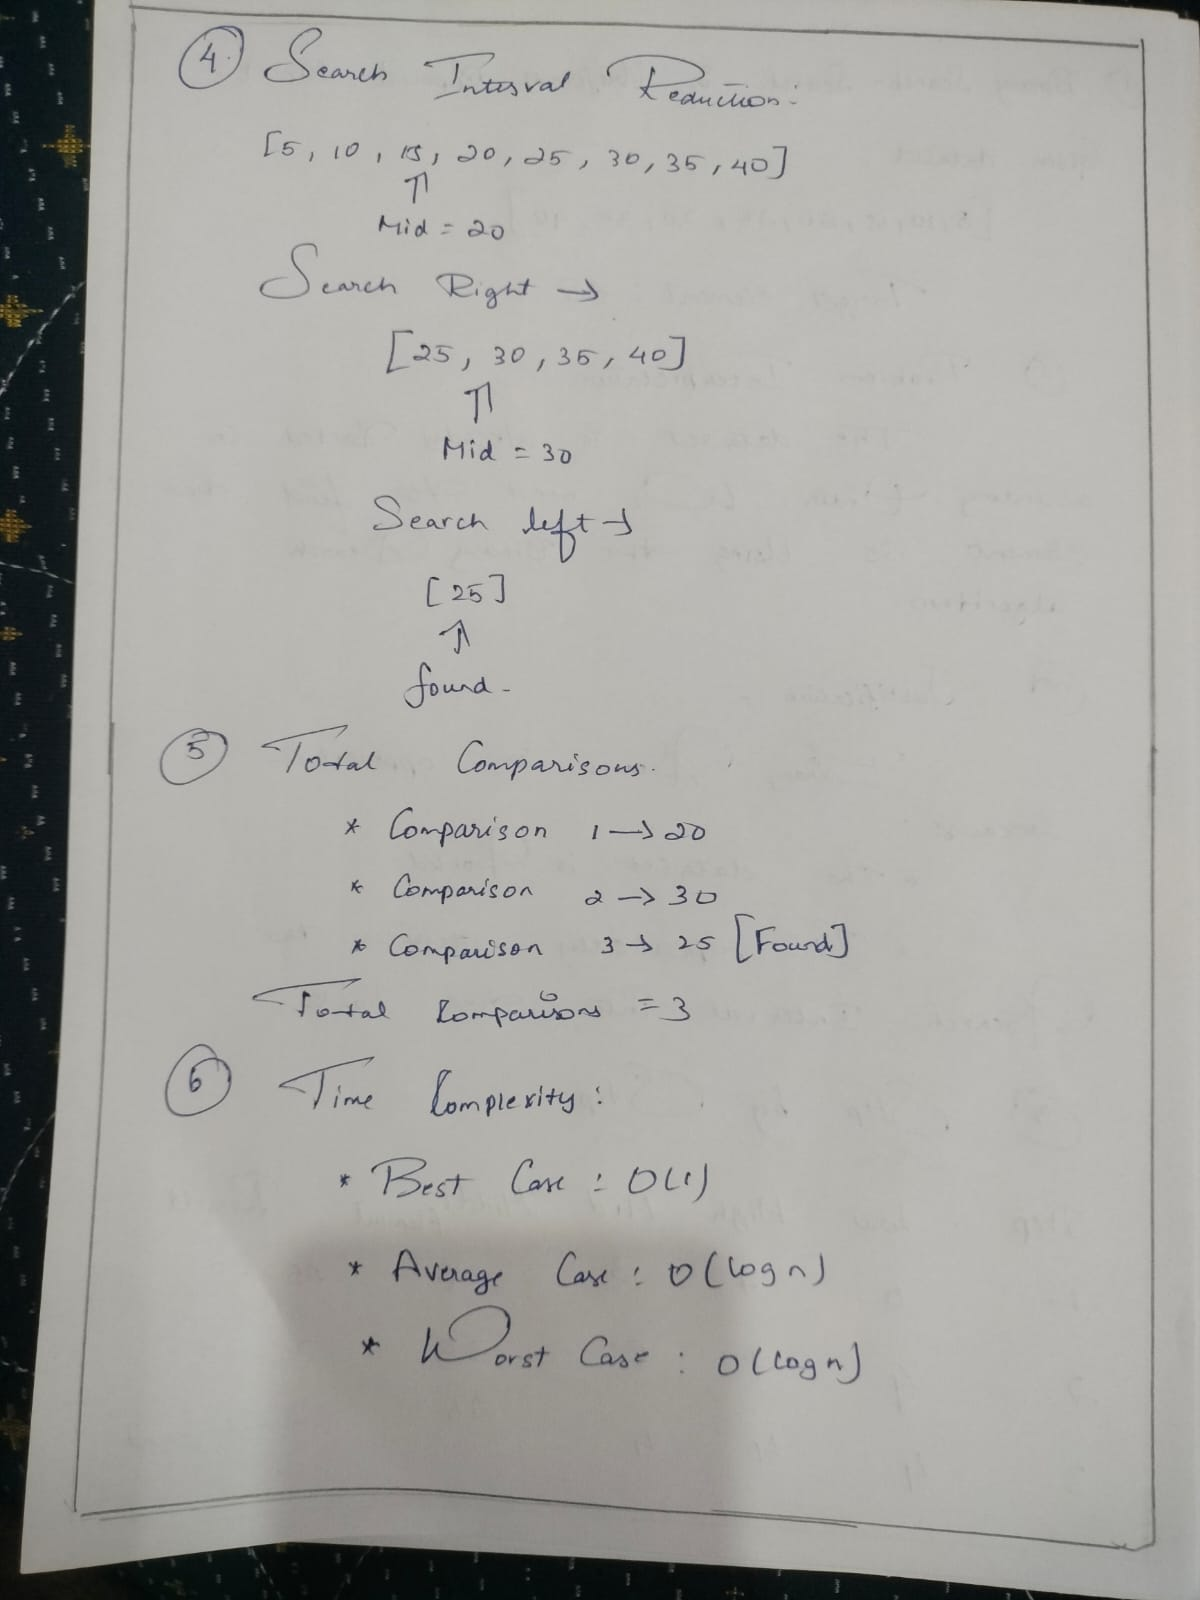 4. Search Interval Reduction:
[5, 10, 15, 20, 25, 30, 35, 40]
↑
Mid = 20
Search Right →
[25, 30, 35, 40]
↑
Mid = 30
Search left →
[25]
↑
found.
5 Total Comparisons.
* Comparison 1 → 20
* Comparison 2 → 30
* Comparison 3 → 25 [Found]
Total Comparisons = 3
6 Time Complexity:
* Best Case : O(1)
* Average Case : O(log n)
* Worst Case : O(log n)